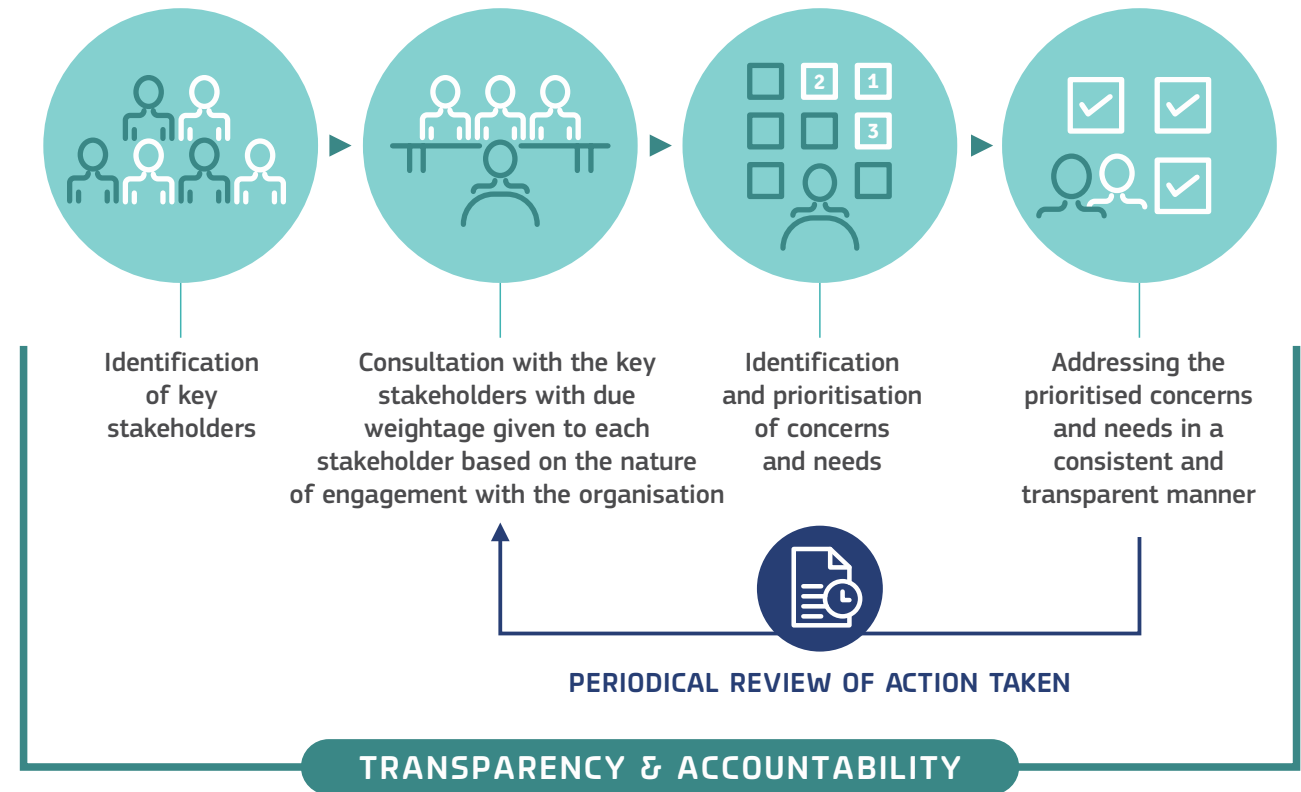 2
1
3
Identification
of key
stakeholders
Consultation with the key
stakeholders with due
weightage given to each
stakeholder based on the nature
of engagement with the organisation
Identification
and prioritisation
of concerns
and needs
Addressing the
prioritised concerns
and needs in a
consistent and
transparent manner
PERIODICAL REVIEW OF ACTION TAKEN
TRANSPARENCY & ACCOUNTABILITY